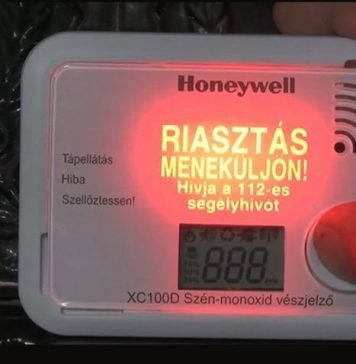 Honeywell
RIASZTÁS
MENEKÜLJÖN!
Hívja a 112-es
segélyhívót
Tápellátás
Hiba
Szellőztessen!
888
XC100D Szén-monoxid vészjelző